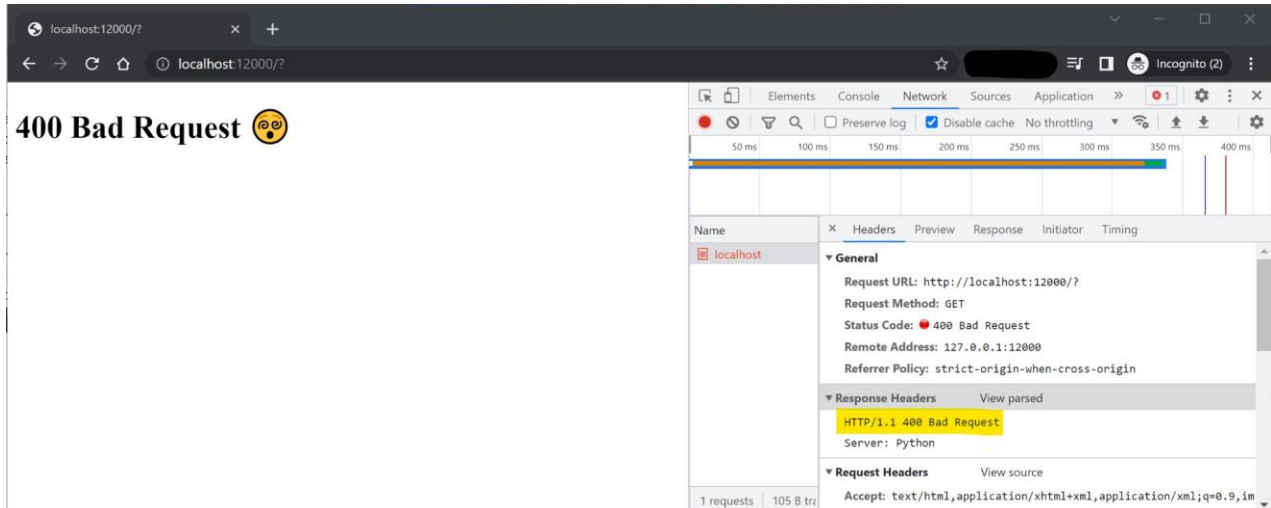 localhost:12000/?
localhost:12000/?
Incognito (2)
400 Bad Request 😵
Elements Console Network Sources Application » 1
Preserve log Disable cache No throttling
50 ms 100 ms 150 ms 200 ms 250 ms 300 ms 350 ms 400 ms
Name
localhost
1 requests 105 B tra
× Headers Preview Response Initiator Timing
▼ General
Request URL: http://localhost:12000/?
Request Method: GET
Status Code: 400 Bad Request
Remote Address: 127.0.0.1:12000
Referrer Policy: strict-origin-when-cross-origin
▼ Response Headers View parsed
HTTP/1.1 400 Bad Request
Server: Python
▼ Request Headers View source
Accept: text/html,application/xhtml+xml,application/xml;q=0.9,im